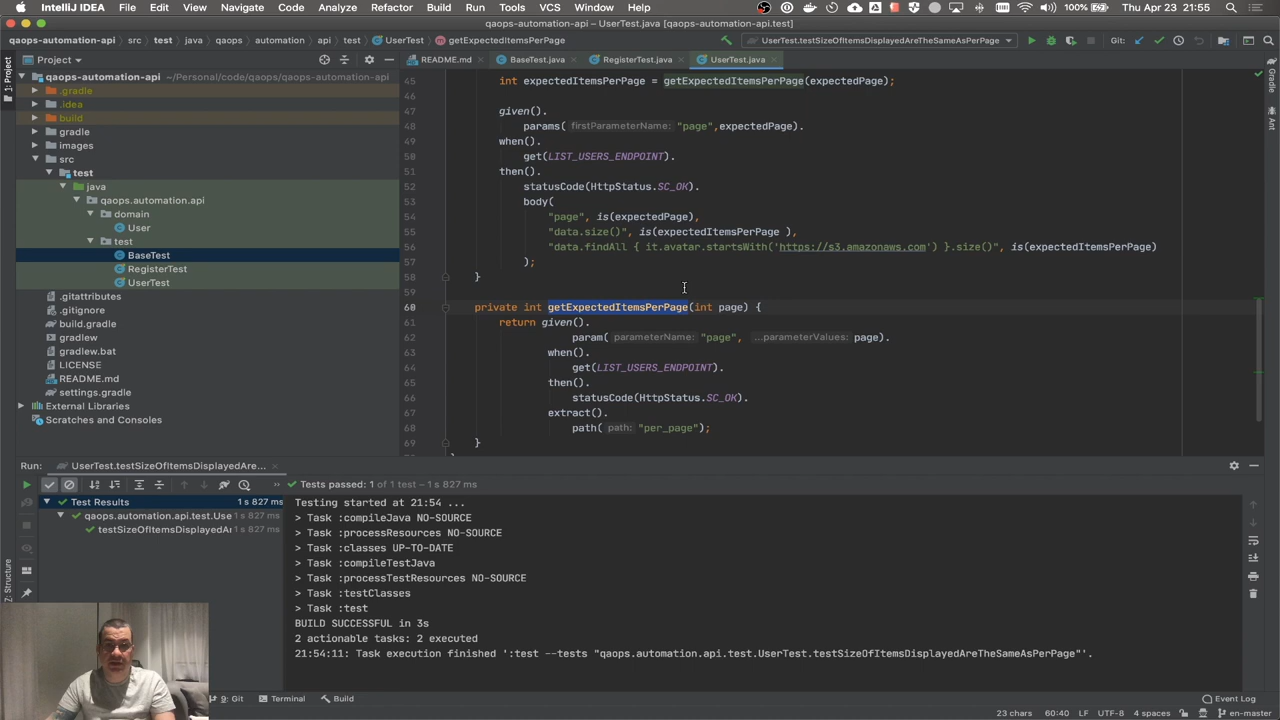 IntelliJ IDEA File Edit View Navigate Code Analyze Refactor Build Run Tools VCS Window Help 100% Thu Apr 23 21:55
qaops-automation-api – UserTest.java [qaops-automation-api.test]
qaops-automation-api src test java qaops automation api test UserTest getExpectedItemsPerPage UserTest.testSizeOfItemsDisplayedAreTheSameAsPerPage Git:
Project README.md BaseTest.java RegisterTest.java UserTest.java
1: Project
Gradle
Ant
qaops-automation-api ~/Personal/code/qaops/qaops-automation-api
.gradle
.idea
build
gradle
images
src
test
java
qaops.automation.api
domain
User
test
BaseTest
RegisterTest
UserTest
.gitattributes
.gitignore
build.gradle
gradlew
gradlew.bat
LICENSE
README.md
settings.gradle
External Libraries
Scratches and Consoles
45 int expectedItemsPerPage = getExpectedItemsPerPage(expectedPage);
46
47 given().
48 params( firstParameterName: "page",expectedPage).
49 when().
50 get(LIST_USERS_ENDPOINT).
51 then().
52 statusCode(HttpStatus.SC_OK).
53 body(
54 "page", is(expectedPage),
55 "data.size()", is(expectedItemsPerPage ),
56 "data.findAll { it.avatar.startsWith('https://s3.amazonaws.com') }.size()", is(expectedItemsPerPage)
57 );
58 }
59
60 private int getExpectedItemsPerPage(int page) {
61 return given().
62 param( parameterName: "page", ...parameterValues: page).
63 when().
64 get(LIST_USERS_ENDPOINT).
65 then().
66 statusCode(HttpStatus.SC_OK).
67 extract().
68 path( path: "per_page");
69 }
Run: UserTest.testSizeOfItemsDisplayedAre...
Tests passed: 1 of 1 test – 1 s 827 ms
Test Results 1 s 827 ms
qaops.automation.api.test.Use 1 s 827 ms
testSizeOfItemsDisplayedAr 1 s 827 ms
Testing started at 21:54 ...
> Task :compileJava NO-SOURCE
> Task :processResources NO-SOURCE
> Task :classes UP-TO-DATE
> Task :compileTestJava
> Task :processTestResources NO-SOURCE
> Task :testClasses
> Task :test
BUILD SUCCESSFUL in 3s
2 actionable tasks: 2 executed
21:54:11: Task execution finished ':test --tests "qaops.automation.api.test.UserTest.testSizeOfItemsDisplayedAreTheSameAsPerPage"'.
Z: Structure
9: Git Terminal Build Event Log
23 chars 60:40 LF UTF-8 4 spaces en-master